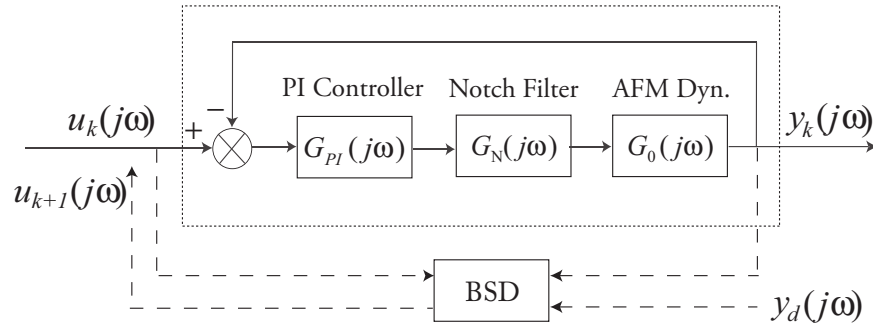 PI Controller Notch Filter AFM Dyn.
u_k(jω) + − G_PI(jω) G_N(jω) G_0(jω) y_k(jω)
u_{k+1}(jω)
BSD y_d(jω)